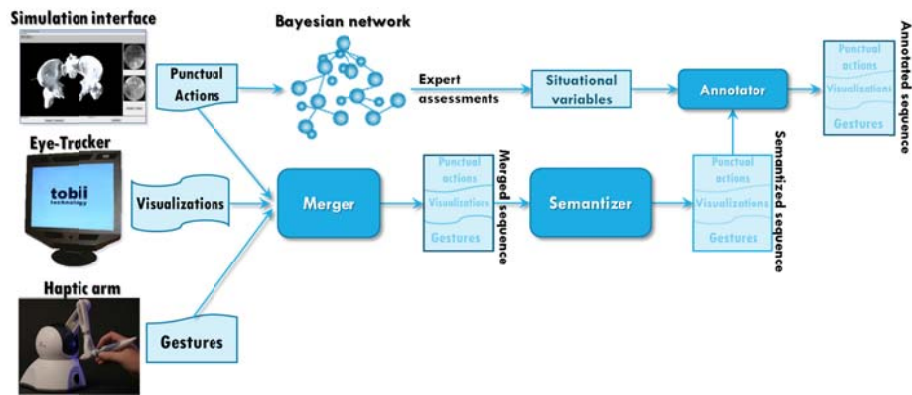 Simulation interface
Bayesian network
Punctual
Actions
Expert
assessments
Situational
variables
Annotator
Punctual
actions
Visualizations
Gestures
Annotated sequence
Eye-Tracker
tobii
technology
Visualizations
Merger
Punctual
actions
Visualizations
Gestures
Merged sequence
Semantizer
Punctual
actions
Visualizations
Gestures
Semantized sequence
Haptic arm
Gestures